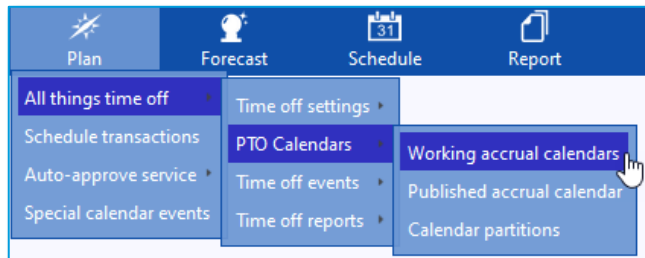 31
Plan Forecast Schedule Report
All things time off Time off settings
Schedule transactions PTO Calendars Working accrual calendars
Auto-approve service Time off events Published accrual calendar
Special calendar events Time off reports Calendar partitions